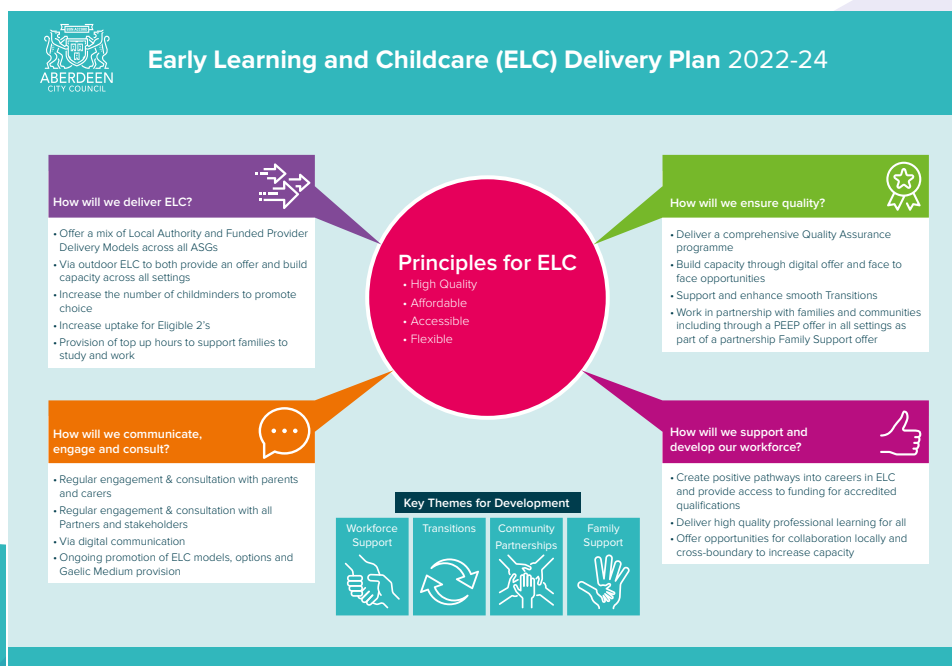 ABERDEEN
CITY COUNCIL
Early Learning and Childcare (ELC) Delivery Plan 2022-24
How will we deliver ELC?
• Offer a mix of Local Authority and Funded Provider
Delivery Models across all ASGs
• Via outdoor ELC to both provide an offer and build
capacity across all settings
• Increase the number of childminders to promote
choice
• Increase uptake for Eligible 2's
• Provision of top up hours to support families to
study and work
Principles for ELC
• High Quality
• Affordable
• Accessible
• Flexible
How will we ensure quality?
• Deliver a comprehensive Quality Assurance
programme
• Build capacity through digital offer and face to
face opportunities
• Support and enhance smooth Transitions
• Work in partnership with families and communities
including through a PEEP offer in all settings as
part of a partnership Family Support offer
How will we communicate,
engage and consult?
• Regular engagement & consultation with parents
and carers
• Regular engagement & consultation with all
Partners and stakeholders
• Via digital communication
• Ongoing promotion of ELC models, options and
Gaelic Medium provision
Key Themes for Development
Workforce
Support
Transitions
Community
Partnerships
Family
Support
How will we support and
develop our workforce?
• Create positive pathways into careers in ELC
and provide access to funding for accredited
qualifications
• Deliver high quality professional learning for all
• Offer opportunities for collaboration locally and
cross-boundary to increase capacity